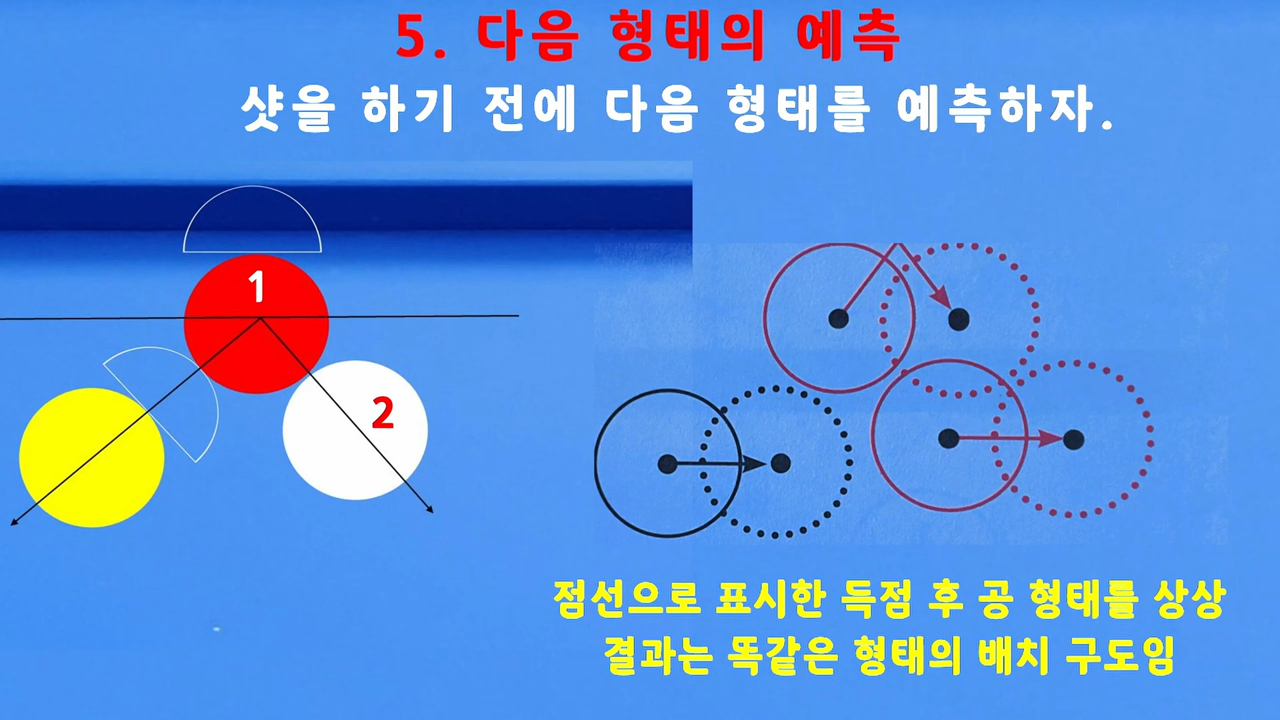 5. 다음 형태의 예측
샷을 하기 전에 다음 형태를 예측하자.
1
2
점선으로 표시한 득점 후 공 형태를 상상
결과는 똑같은 형태의 배치 구도임